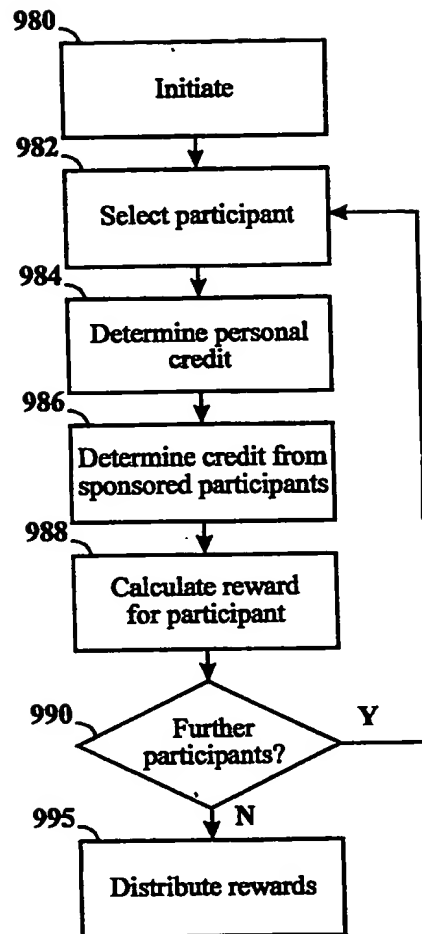 980
Initiate
982
Select participant
984
Determine personal
credit
986
Determine credit from
sponsored participants
988
Calculate reward
for participant
990
Further
participants?
Y
N
995
Distribute rewards